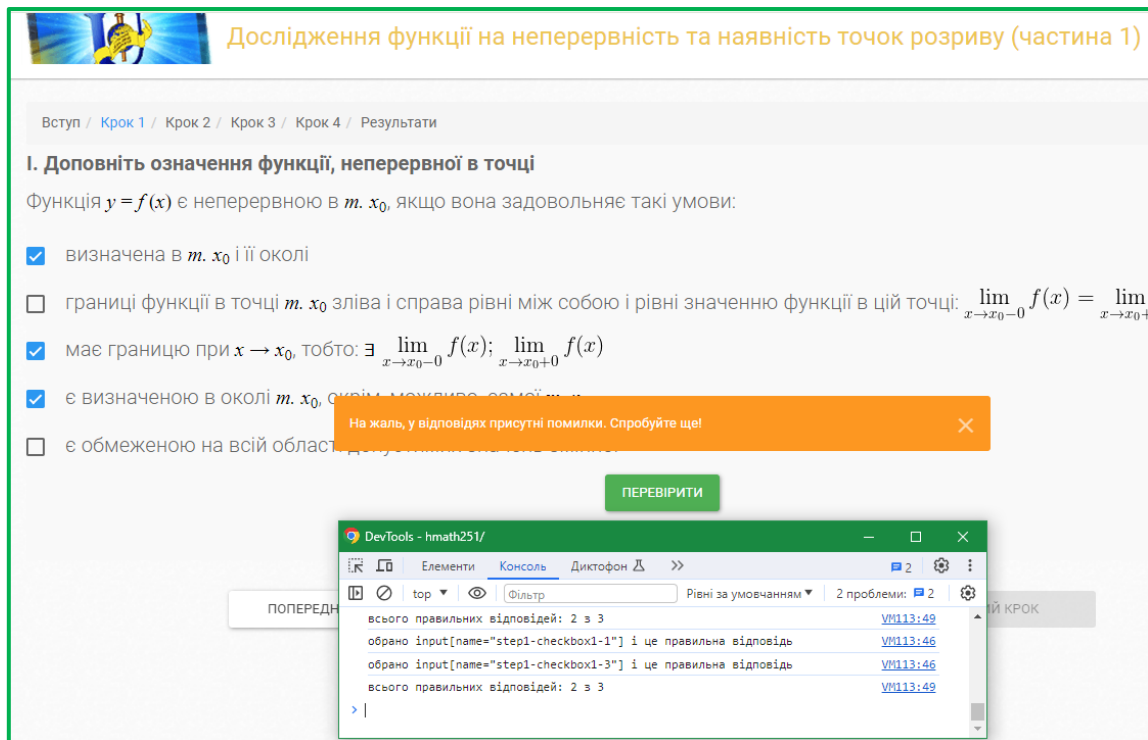 Дослідження функції на неперервність та наявність точок розриву (частина 1)
Вступ / Крок 1 / Крок 2 / Крок 3 / Крок 4 / Результати
І. Доповніть означення функції, неперервної в точці
Функція y = f(x) є неперервною в т. x₀, якщо вона задовольняє такі умови:
визначена в т. x₀ і її околі
границі функції в точці т. x₀ зліва і справа рівні між собою і рівні значенню функції в цій точці: lim x→x₀−0 f(x) = lim x→x₀+
має границю при x → x₀, тобто: ∃ lim x→x₀−0 f(x); lim x→x₀+0 f(x)
є визначеною в околі т. x₀,
На жаль, у відповідях присутні помилки. Спробуйте ще!
є обмеженою на всій област
ПЕРЕВІРИТИ
DevTools - hmath251/
Елементи Консоль Диктофон 2
top Фільтр Рівні за умовчанням 2 проблеми: 2
ПОПЕРЕДН
Й КРОК
всього правильних відповідей: 2 з 3 VM113:49
обрано input[name="step1-checkbox1-1"] і це правильна відповідь VM113:46
обрано input[name="step1-checkbox1-3"] і це правильна відповідь VM113:46
всього правильних відповідей: 2 з 3 VM113:49